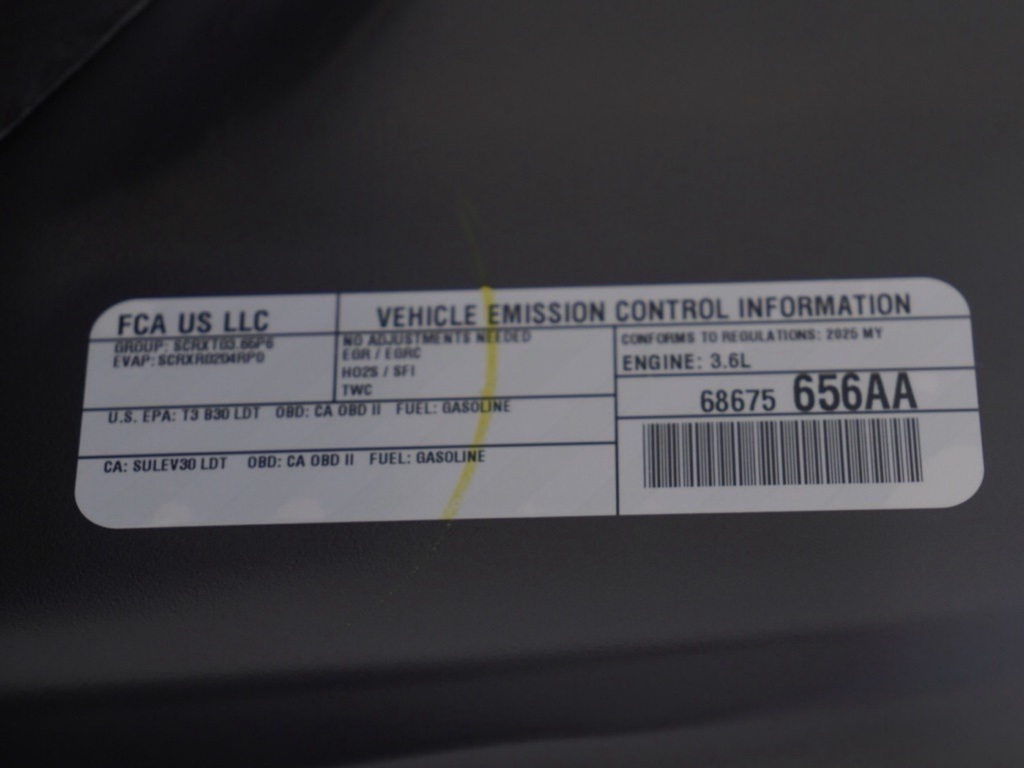 FCA US LLC
GROUP: SCRXT03.66P6
EVAP: SCRXR0204RP0
VEHICLE EMISSION CONTROL INFORMATION
NO ADJUSTMENTS NEEDED
EGR / EGRC
HO2S / SFI
TWC
CONFORMS TO REGULATIONS: 2025 MY
ENGINE: 3.6L
68675 656AA
U.S. EPA: T3 B30 LDT OBD: CA OBD II FUEL: GASOLINE
CA: SULEV30 LDT OBD: CA OBD II FUEL: GASOLINE